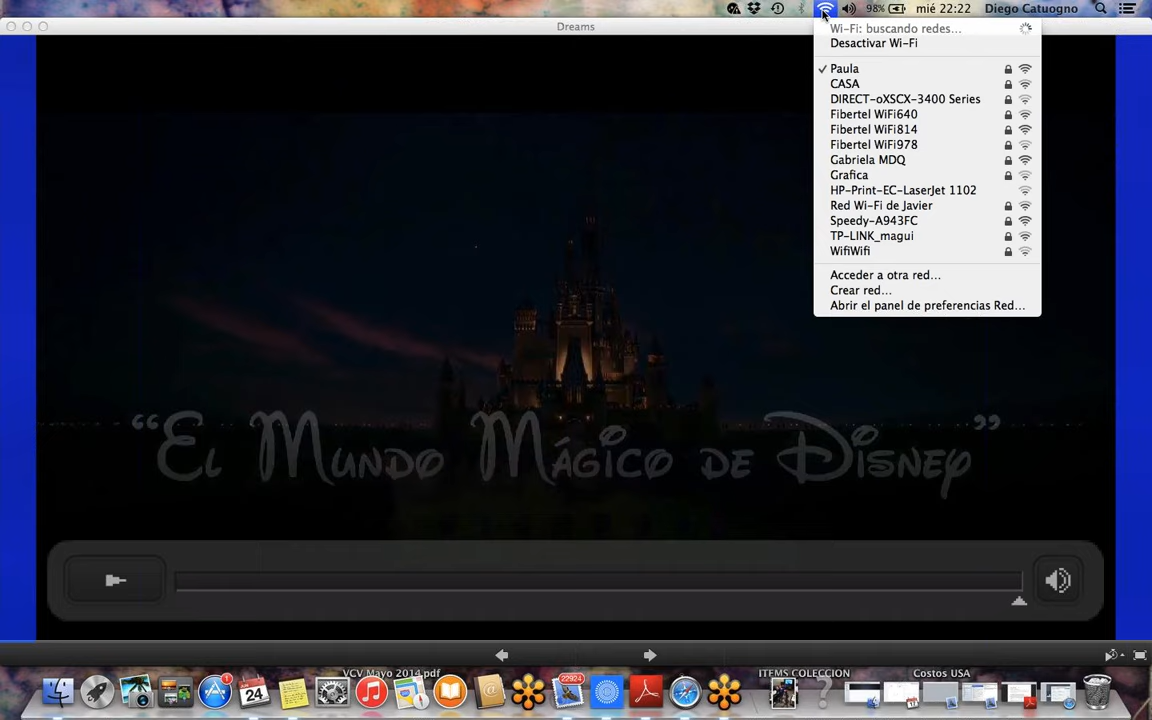 98%
mié 22:22
Diego Catuogno
Dreams
Wi-Fi: buscando redes...
Desactivar Wi-Fi
Paula
CASA
DIRECT-oXSCX-3400 Series
Fibertel WiFi640
Fibertel WiFi814
Fibertel WiFi978
Gabriela MDQ
Grafica
HP-Print-EC-LaserJet 1102
Red Wi-Fi de Javier
Speedy-A943FC
TP-LINK_magui
WifiWifi
Acceder a otra red...
Crear red...
Abrir el panel de preferencias Red...
“El Mundo Mágico de Disney”
VCV Mayo 2014.pdf
ITEMS COLECCION
Costos USA
1
24
22924
?